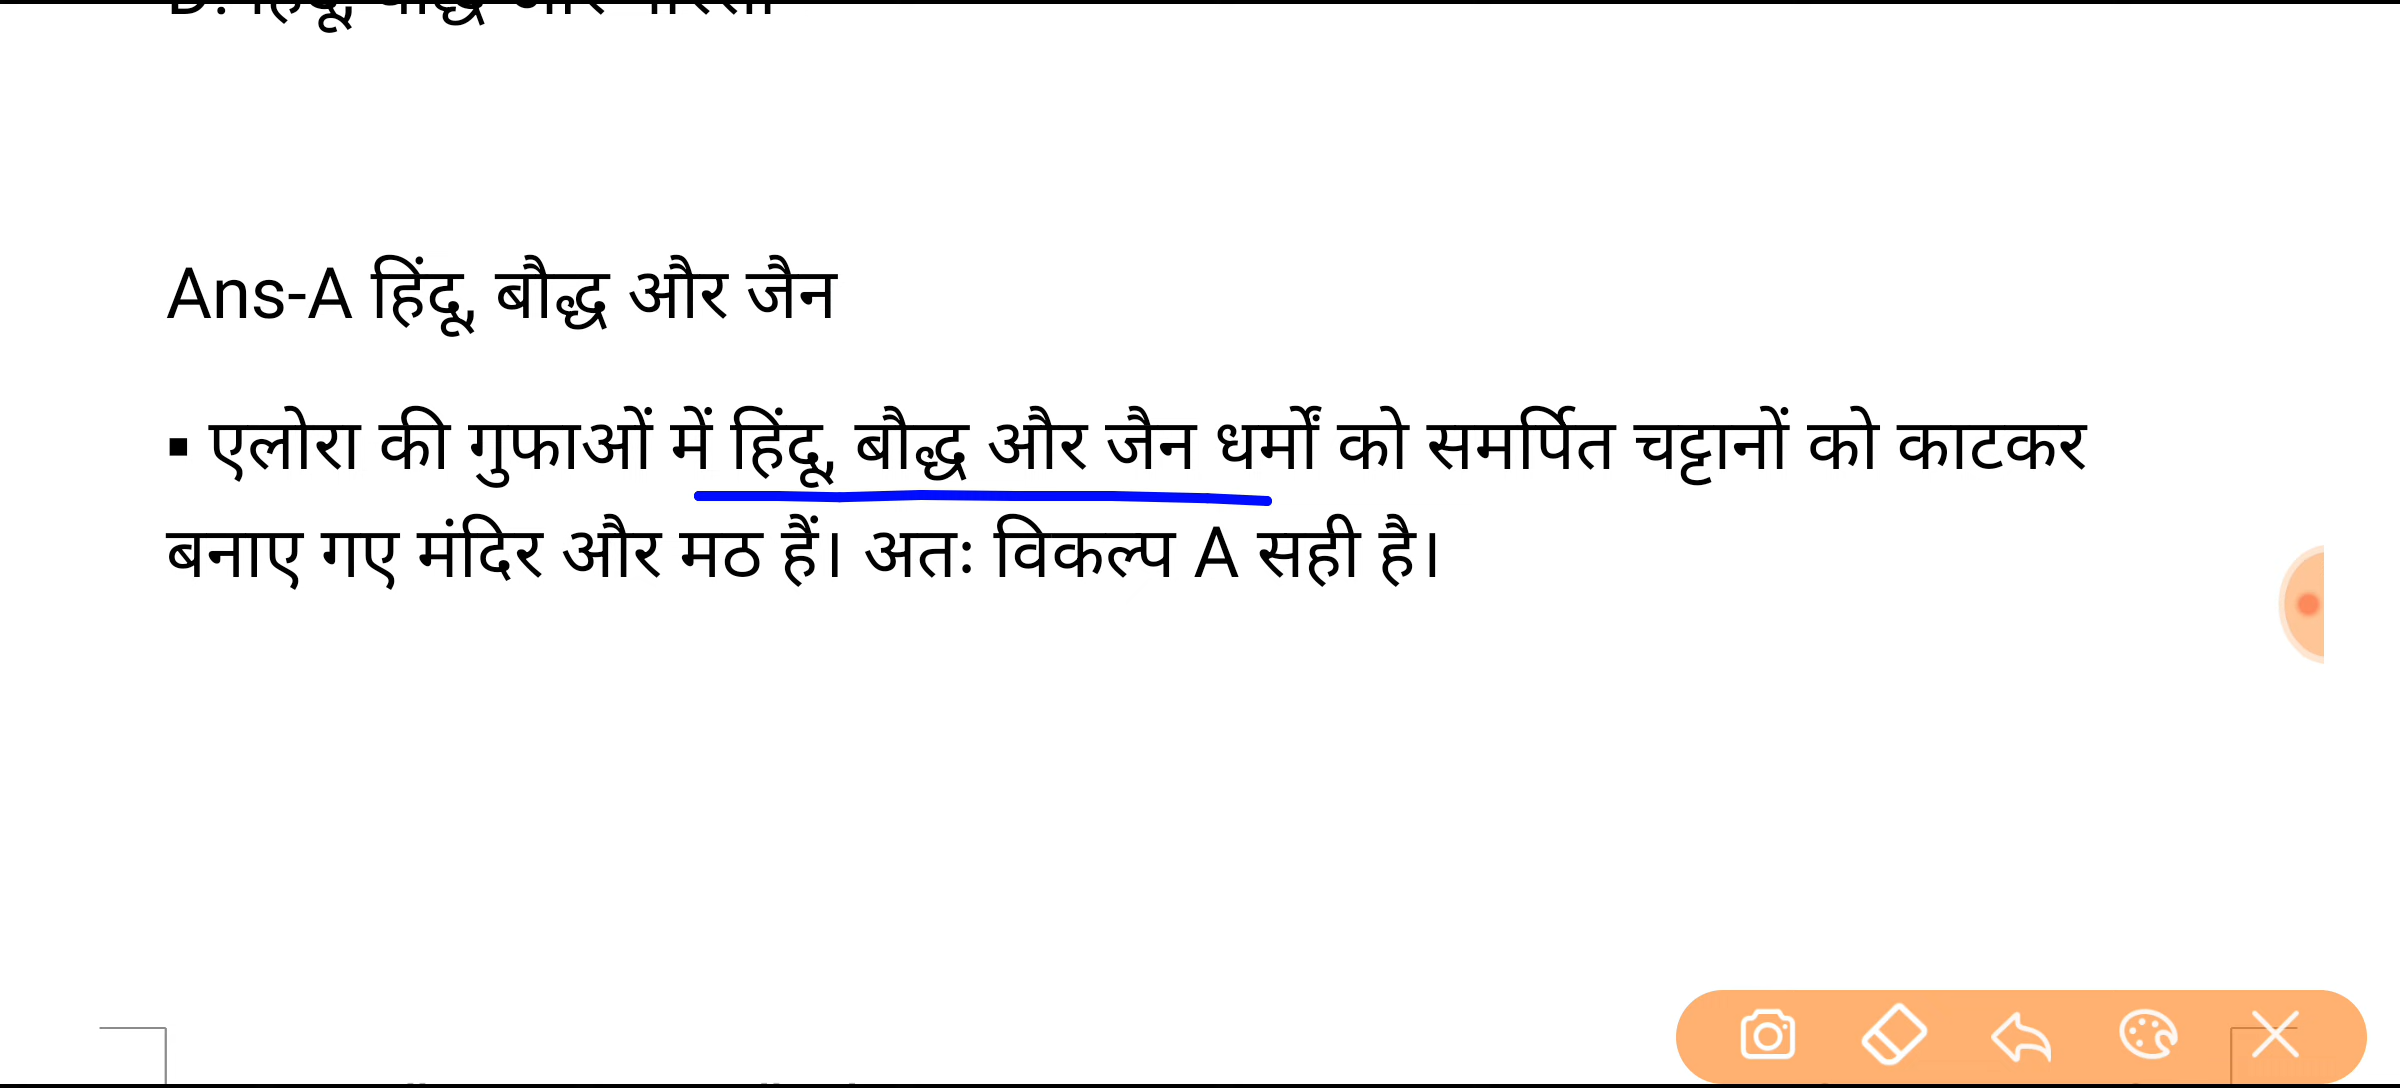 Ans-A हिंदू, बौद्ध और जैन
▪ एलोरा की गुफाओं में हिंदू, बौद्ध और जैन धर्मों को समर्पित चट्टानों को काटकर
बनाए गए मंदिर और मठ हैं। अतः विकल्प A सही है।